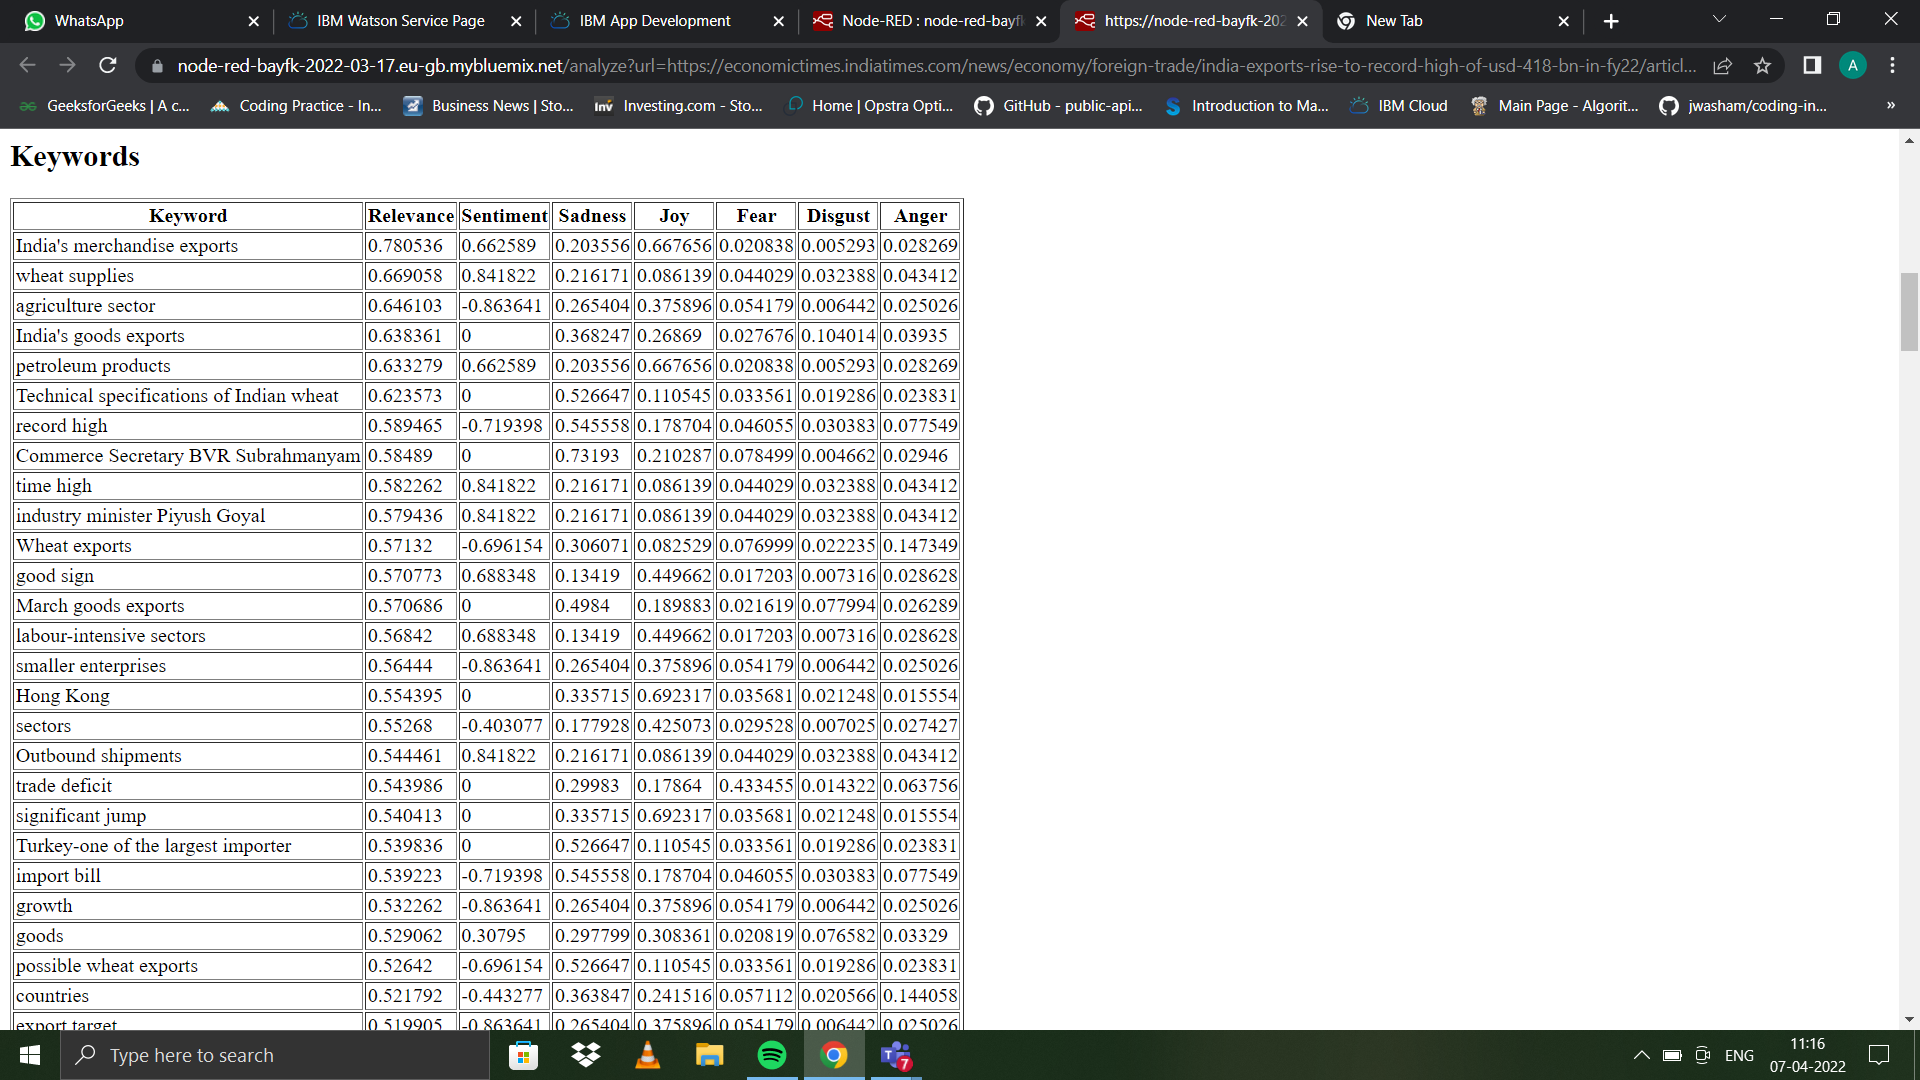 WhatsApp IBM Watson Service Page IBM App Development Node-RED : node-red-bayfk https://node-red-bayfk-202 New Tab
node-red-bayfk-2022-03-17.eu-gb.mybluemix.net/analyze?url=https://economictimes.indiatimes.com/news/economy/foreign-trade/india-exports-rise-to-record-high-of-usd-418-bn-in-fy22/articl... A
GeeksforGeeks | A c... Coding Practice - In... Business News | Sto... inv Investing.com - Sto... Home | Opstra Opti... GitHub - public-api... Introduction to Ma... IBM Cloud Main Page - Algorit... jwasham/coding-in... »
Keywords
Keyword Relevance Sentiment Sadness Joy Fear Disgust Anger
India's merchandise exports 0.780536 0.662589 0.203556 0.667656 0.020838 0.005293 0.028269
wheat supplies 0.669058 0.841822 0.216171 0.086139 0.044029 0.032388 0.043412
agriculture sector 0.646103 -0.863641 0.265404 0.375896 0.054179 0.006442 0.025026
India's goods exports 0.638361 0 0.368247 0.26869 0.027676 0.104014 0.03935
petroleum products 0.633279 0.662589 0.203556 0.667656 0.020838 0.005293 0.028269
Technical specifications of Indian wheat 0.623573 0 0.526647 0.110545 0.033561 0.019286 0.023831
record high 0.589465 -0.719398 0.545558 0.178704 0.046055 0.030383 0.077549
Commerce Secretary BVR Subrahmanyam 0.58489 0 0.73193 0.210287 0.078499 0.004662 0.02946
time high 0.582262 0.841822 0.216171 0.086139 0.044029 0.032388 0.043412
industry minister Piyush Goyal 0.579436 0.841822 0.216171 0.086139 0.044029 0.032388 0.043412
Wheat exports 0.57132 -0.696154 0.306071 0.082529 0.076999 0.022235 0.147349
good sign 0.570773 0.688348 0.13419 0.449662 0.017203 0.007316 0.028628
March goods exports 0.570686 0 0.4984 0.189883 0.021619 0.077994 0.026289
labour-intensive sectors 0.56842 0.688348 0.13419 0.449662 0.017203 0.007316 0.028628
smaller enterprises 0.56444 -0.863641 0.265404 0.375896 0.054179 0.006442 0.025026
Hong Kong 0.554395 0 0.335715 0.692317 0.035681 0.021248 0.015554
sectors 0.55268 -0.403077 0.177928 0.425073 0.029528 0.007025 0.027427
Outbound shipments 0.544461 0.841822 0.216171 0.086139 0.044029 0.032388 0.043412
trade deficit 0.543986 0 0.29983 0.17864 0.433455 0.014322 0.063756
significant jump 0.540413 0 0.335715 0.692317 0.035681 0.021248 0.015554
Turkey-one of the largest importer 0.539836 0 0.526647 0.110545 0.033561 0.019286 0.023831
import bill 0.539223 -0.719398 0.545558 0.178704 0.046055 0.030383 0.077549
growth 0.532262 -0.863641 0.265404 0.375896 0.054179 0.006442 0.025026
goods 0.529062 0.30795 0.297799 0.308361 0.020819 0.076582 0.03329
possible wheat exports 0.52642 -0.696154 0.526647 0.110545 0.033561 0.019286 0.023831
countries 0.521792 -0.443277 0.363847 0.241516 0.057112 0.020566 0.144058
export target 0.519905 -0.863641 0.265404 0.375896 0.054179 0.006442 0.025026
Type here to search 7 ENG 11:16
07-04-2022